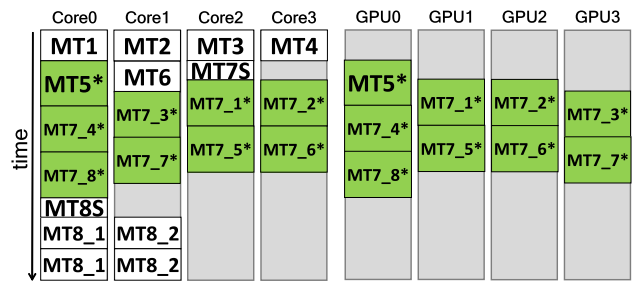 Core0 Core1 Core2 Core3 GPU0 GPU1 GPU2 GPU3
time
MT1 MT2 MT3 MT4
MT5* MT6 MT7S MT5*
MT7_3* MT7_1* MT7_2* MT7_1* MT7_2* MT7_3*
MT7_4* MT7_7* MT7_5* MT7_6* MT7_4* MT7_5* MT7_6* MT7_7*
MT7_8* MT7_8*
MT8S
MT8_1 MT8_2
MT8_1 MT8_2